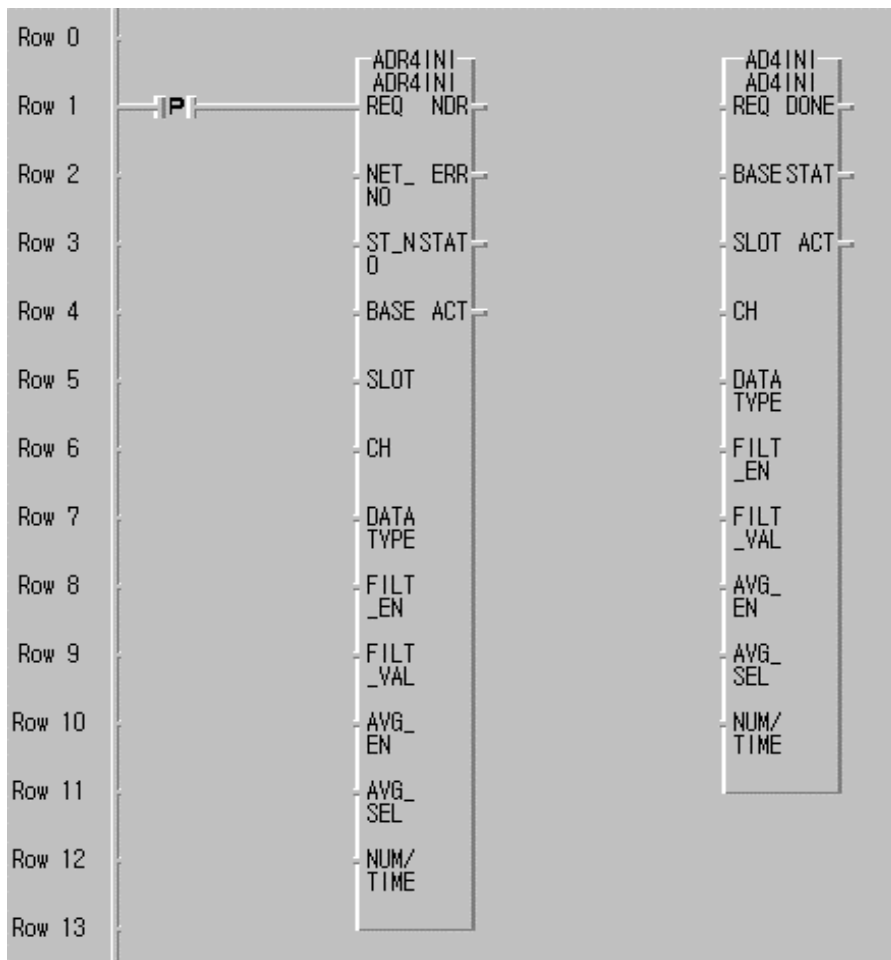 Row 0
ADR4INI AD4INI
ADR4INI AD4INI
Row 1 P REQ NDR REQ DONE
Row 2 NET_ ERR BASE STAT
NO
Row 3 ST_N STAT SLOT ACT
O
Row 4 BASE ACT CH
Row 5 SLOT DATA
TYPE
Row 6 CH FILT
_EN
Row 7 DATA FILT
TYPE _VAL
Row 8 FILT AVG_
_EN EN
Row 9 FILT AVG_
_VAL SEL
Row 10 AVG_ NUM/
EN TIME
Row 11 AVG_
SEL
Row 12 NUM/
TIME
Row 13